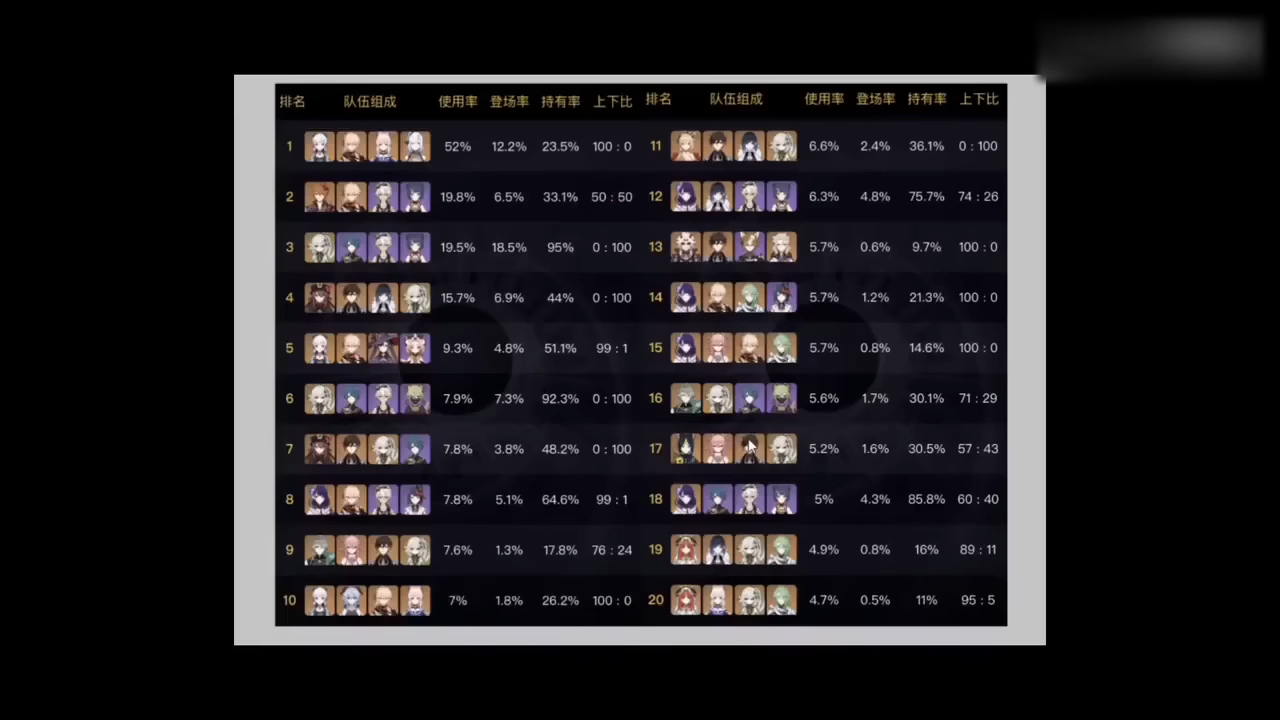 排名 队伍组成 使用率 登场率 持有率 上下比
1 52% 12.2% 23.5% 100 : 0
2 19.8% 6.5% 33.1% 50 : 50
3 19.5% 18.5% 95% 0 : 100
4 15.7% 6.9% 44% 0 : 100
5 9.3% 4.8% 51.1% 99 : 1
6 7.9% 7.3% 92.3% 0 : 100
7 7.8% 3.8% 48.2% 0 : 100
8 7.8% 5.1% 64.6% 99 : 1
9 7.6% 1.3% 17.8% 76 : 24
10 7% 1.8% 26.2% 100 : 0
排名 队伍组成 使用率 登场率 持有率 上下比
11 6.6% 2.4% 36.1% 0 : 100
12 6.3% 4.8% 75.7% 74 : 26
13 5.7% 0.6% 9.7% 100 : 0
14 5.7% 1.2% 21.3% 100 : 0
15 5.7% 0.8% 14.6% 100 : 0
16 5.6% 1.7% 30.1% 71 : 29
17 5.2% 1.6% 30.5% 57 : 43
18 5% 4.3% 85.8% 60 : 40
19 4.9% 0.8% 16% 89 : 11
20 4.7% 0.5% 11% 95 : 5